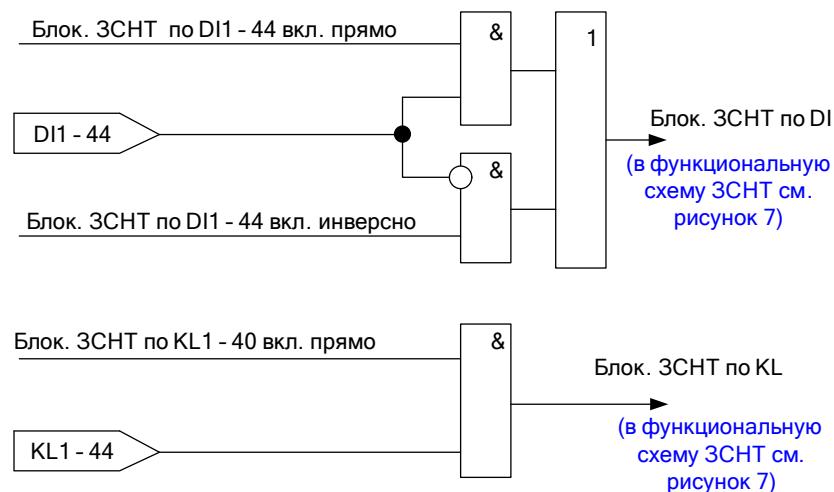 Блок. ЗСНТ по DI1 - 44 вкл. прямо
&
1
DI1 - 44
Блок. ЗСНТ по DI
(в функциональную
схему ЗСНТ см.
рисунок 7)
&
Блок. ЗСНТ по DI1 - 44 вкл. инверсно
Блок. ЗСНТ по KL1 - 40 вкл. прямо
&
Блок. ЗСНТ по KL
(в функциональную
схему ЗСНТ см.
рисунок 7)
KL1 - 44